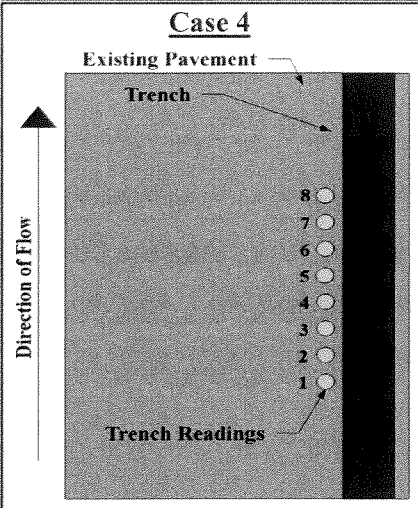 Case 4
Existing Pavement
Trench
Direction of Flow
8
7
6
5
4
3
2
1
Trench Readings